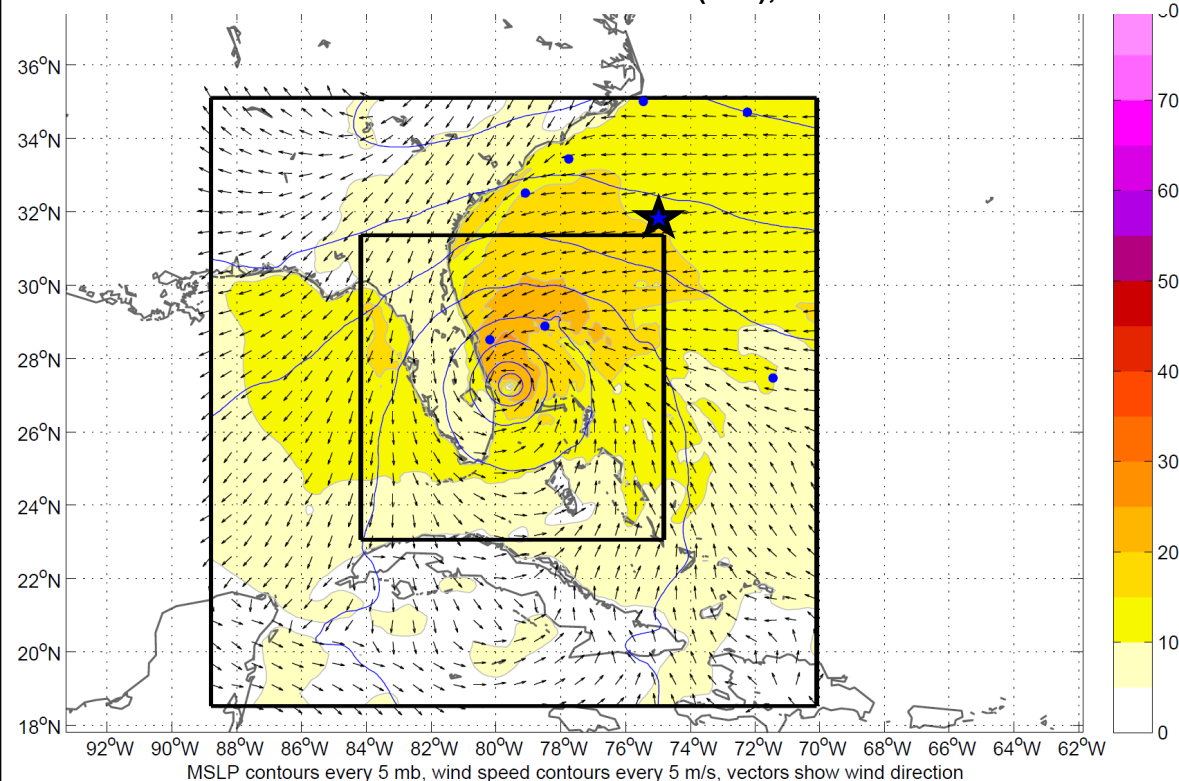 36°N
34°N
32°N
30°N
28°N
26°N
24°N
22°N
20°N
18°N
92°W 90°W 88°W 86°W 84°W 82°W 80°W 78°W 76°W 74°W 72°W 70°W 68°W 66°W 64°W 62°W
70
60
50
40
30
20
10
0
MSLP contours every 5 mb, wind speed contours every 5 m/s, vectors show wind direction